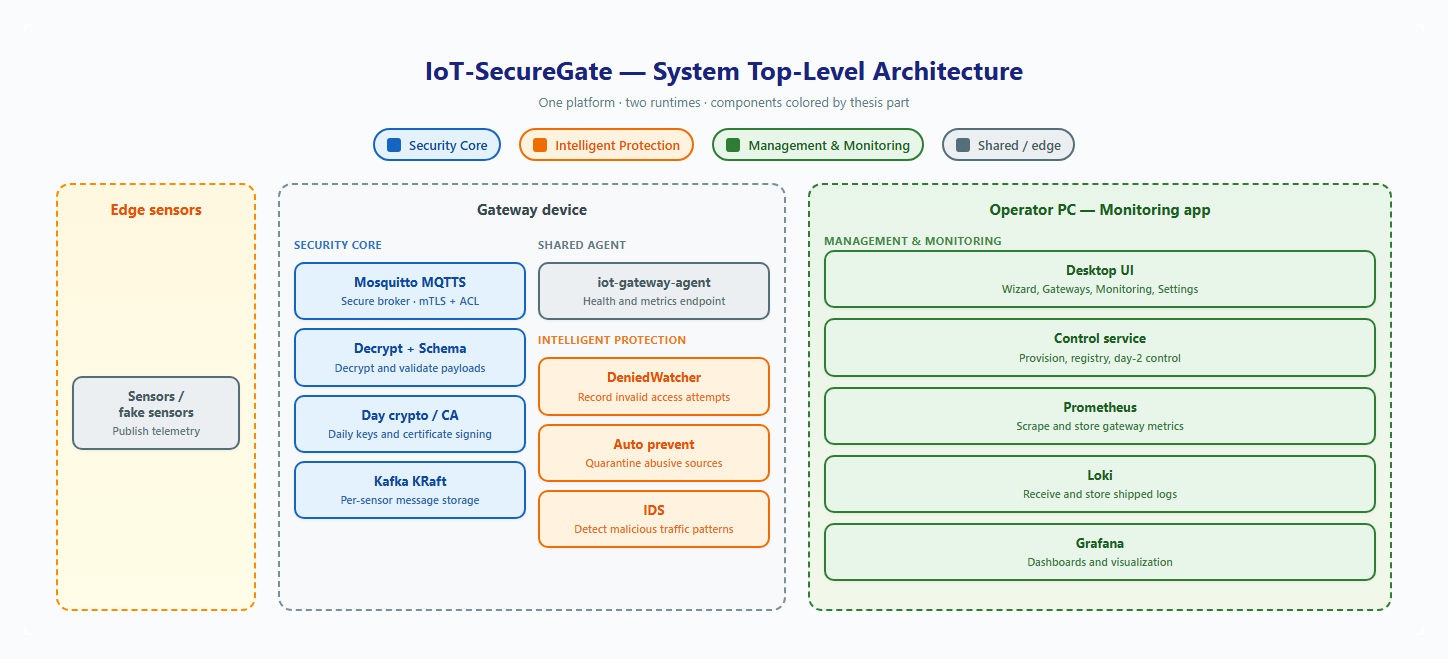 IoT-SecureGate — System Top-Level Architecture
One platform · two runtimes · components colored by thesis part
Security Core
Intelligent Protection
Management & Monitoring
Shared / edge
Edge sensors
Sensors /
fake sensors
Publish telemetry
Gateway device
SECURITY CORE
Mosquitto MQTTS
Secure broker · mTLS + ACL
Decrypt + Schema
Decrypt and validate payloads
Day crypto / CA
Daily keys and certificate signing
Kafka KRaft
Per-sensor message storage
SHARED AGENT
iot-gateway-agent
Health and metrics endpoint
INTELLIGENT PROTECTION
DeniedWatcher
Record invalid access attempts
Auto prevent
Quarantine abusive sources
IDS
Detect malicious traffic patterns
Operator PC — Monitoring app
MANAGEMENT & MONITORING
Desktop UI
Wizard, Gateways, Monitoring, Settings
Control service
Provision, registry, day-2 control
Prometheus
Scrape and store gateway metrics
Loki
Receive and store shipped logs
Grafana
Dashboards and visualization